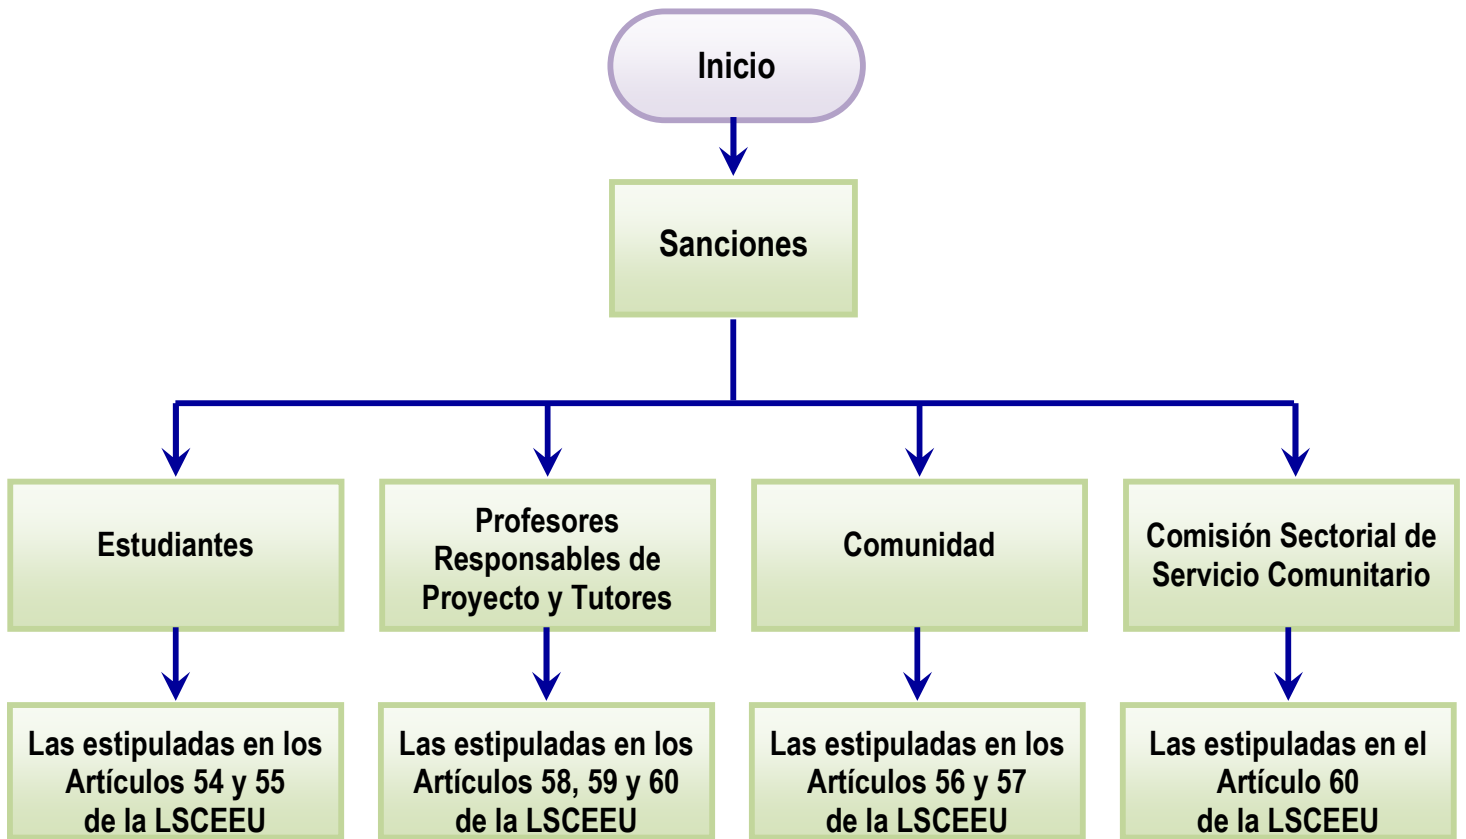 Inicio
Sanciones
Estudiantes
Profesores
Responsables de
Proyecto y Tutores
Comunidad
Comisión Sectorial de
Servicio Comunitario
Las estipuladas en los
Artículos 54 y 55
de la LSCEEU
Las estipuladas en los
Artículos 58, 59 y 60
de la LSCEEU
Las estipuladas en los
Artículos 56 y 57
de la LSCEEU
Las estipuladas en el
Artículo 60
de la LSCEEU